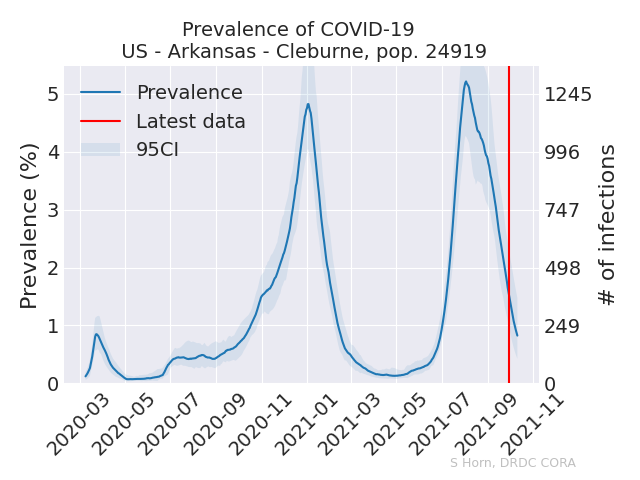 Prevalence of COVID-19
US - Arkansas - Cleburne, pop. 24919
Prevalence
Latest data
95CI
Prevalence (%)
5
4
3
2
1
0
1245
996
747
498
249
0
# of infections
2020-03
2020-05
2020-07
2020-09
2020-11
2021-01
2021-03
2021-05
2021-07
2021-09
2021-11
S Horn, DRDC CORA